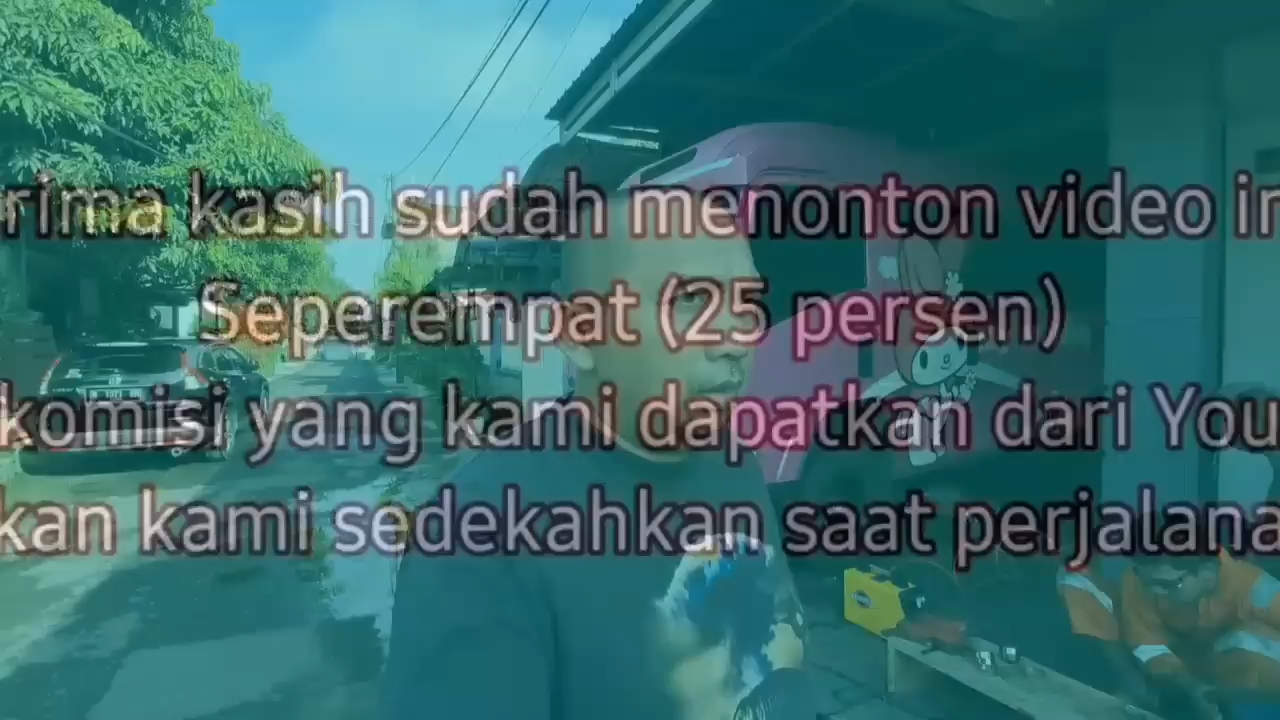 rima kasih sudah menonton video in
Seperempat (25 persen)
komisi yang kami dapatkan dari You
kan kami sedekahkan saat perjalana